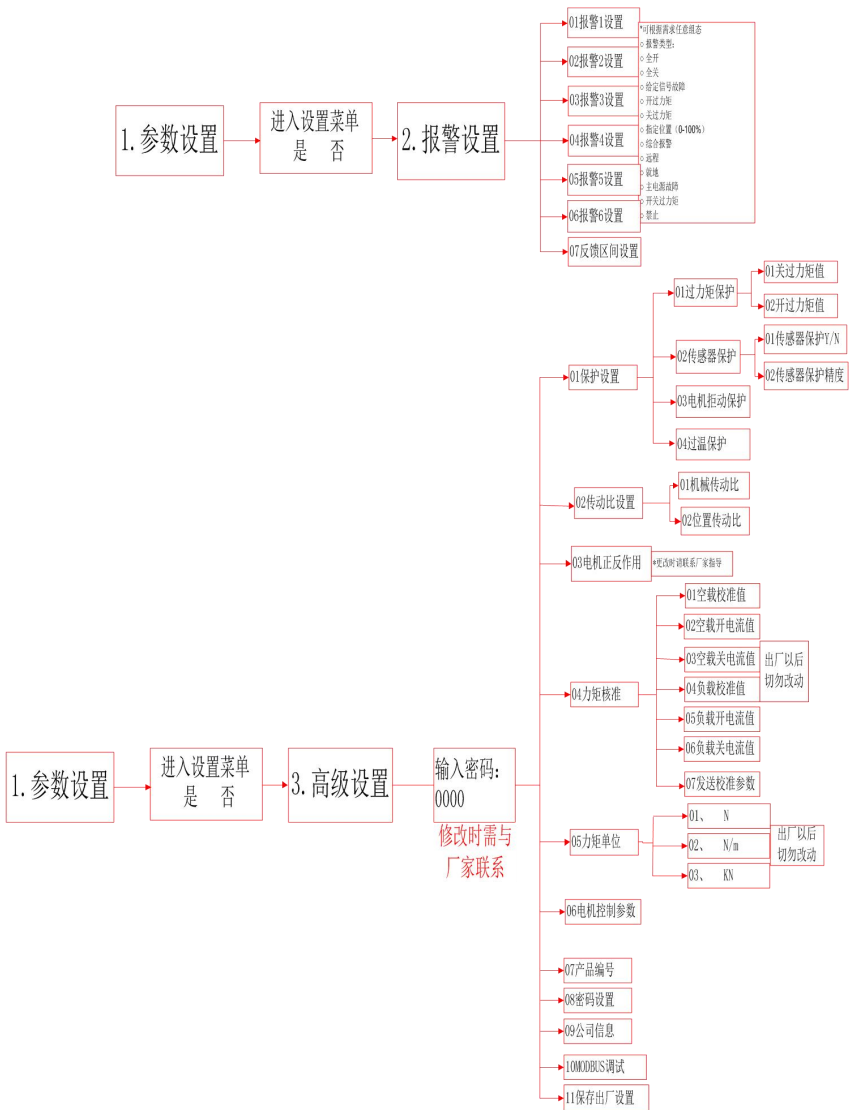 1.参数设置
进入设置菜单
是 否
2.报警设置
01报警1设置
02报警2设置
03报警3设置
04报警4设置
05报警5设置
06报警6设置
07反馈区间设置
*可根据需求任意组态
○ 报警类型:
○ 全开
○ 全关
○ 给定信号故障
○ 开过力矩
○ 关过力矩
○ 指定位置（0-100%）
○ 综合报警
○ 远程
○ 就地
○ 主电源故障
○ 开关过力矩
○ 禁止
1.参数设置
进入设置菜单
是 否
3.高级设置
输入密码:
0000
修改时需与
厂家联系
01保护设置
01过力矩保护
01关过力矩值
02开过力矩值
02传感器保护
01传感器保护Y/N
02传感器保护精度
03电机拒动保护
04过温保护
02传动比设置
01机械传动比
02位置传动比
03电机正反作用
*更改时请联系厂家指导
04力矩核准
01空载校准值
02空载开电流值
03空载关电流值
04负载校准值
05负载开电流值
06负载关电流值
07发送校准参数
出厂以后
切勿改动
05力矩单位
01、 N
02、 N/m
03、 KN
出厂以后
切勿改动
06电机控制参数
07产品编号
08密码设置
09公司信息
10MODBUS调试
11保存出厂设置